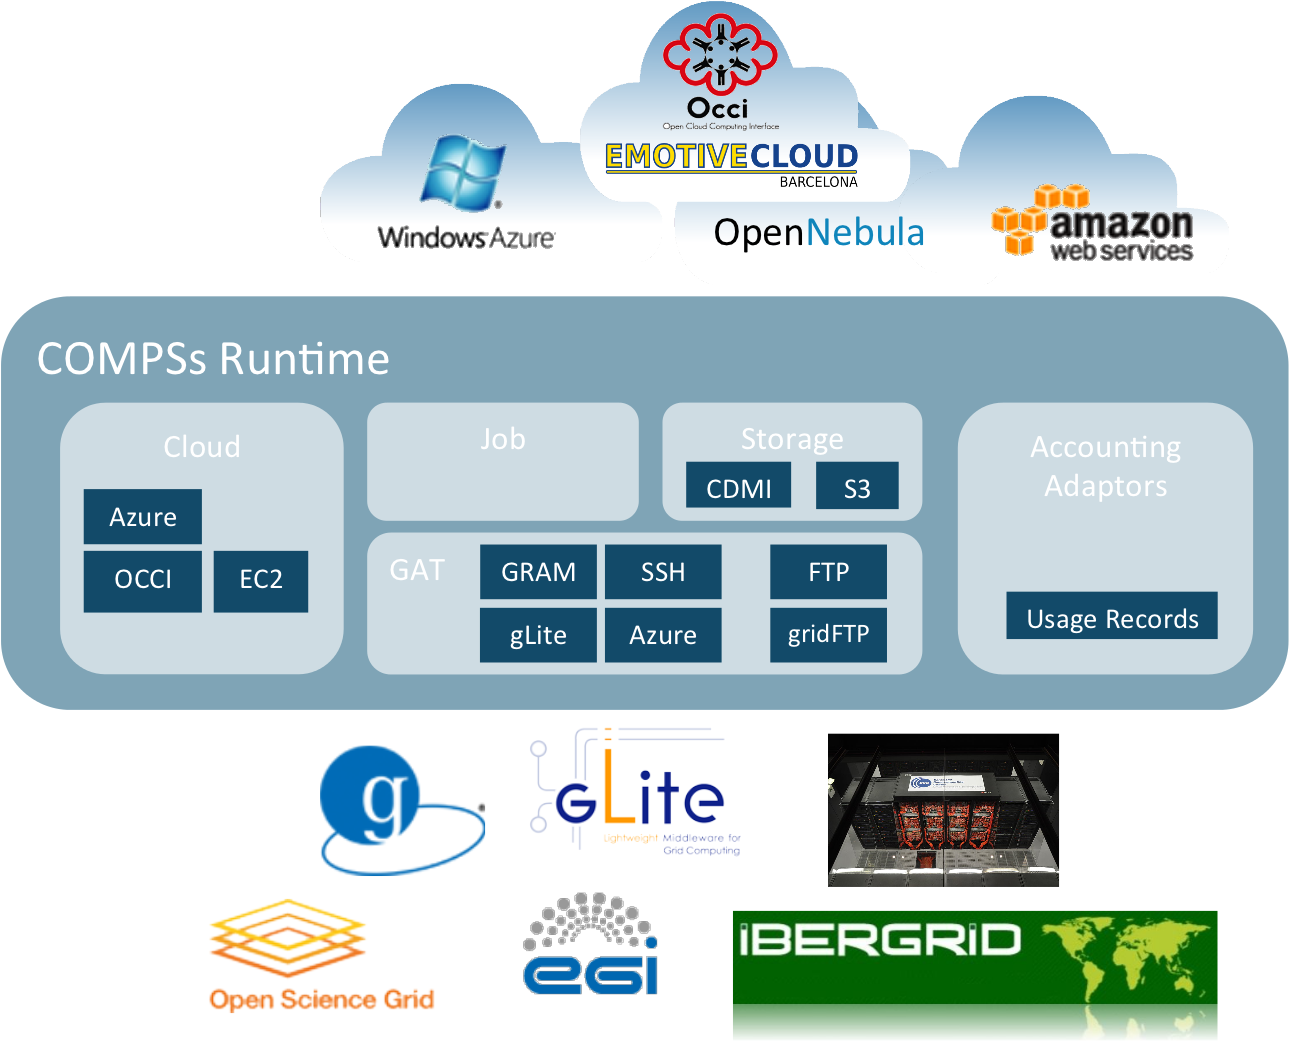 Occi
Open Cloud Computing Interface
EMOTIVECLOUD
BARCELONA
Windows Azure
OpenNebula
amazon
web services
COMPSs Runtime
Cloud
Azure
OCCI
EC2
Job
Storage
CDMI
S3
GAT
GRAM
SSH
FTP
gLite
Azure
gridFTP
Accounting
Adaptors
Usage Records
g
gLite
Lightweight Middleware for
Grid Computing
Open Science Grid
eGi
iBERGRiD